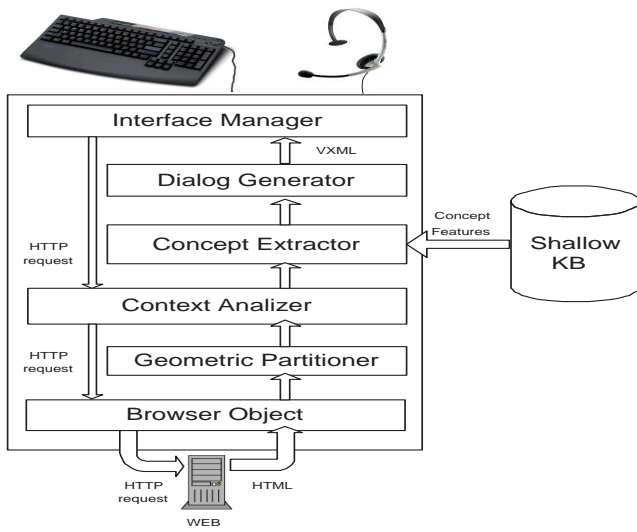 Interface Manager
VXML
Dialog Generator
Concept
Features
HTTP
request
Concept Extractor
Shallow
KB
Context Analizer
HTTP
request
Geometric Partitioner
Browser Object
HTTP
request
HTML
WEB